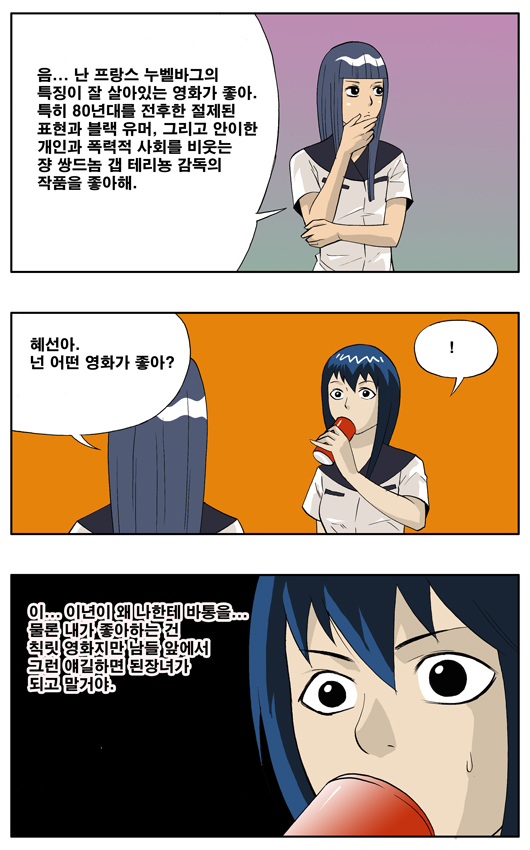 음... 난 프랑스 누벨바그의
특징이 잘 살아있는 영화가 좋아.
특히 80년대를 전후한 절제된
표현과 블랙 유머, 그리고 안이한
개인과 폭력적 사회를 비웃는
쟝 쌍드놈 갭 테리뇽 감독의
작품을 좋아해.
혜선아.
넌 어떤 영화가 좋아?
!
이... 이년이 왜 나한테 바통을...
물론 내가 좋아하는 건
칙릿 영화지만 남들 앞에서
그런 얘길하면 된장녀가
되고 말거야.